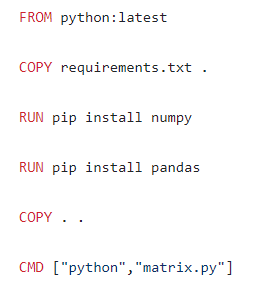 FROM python:latest
COPY requirements.txt .
RUN pip install numpy
RUN pip install pandas
COPY . .
CMD ["python","matrix.py"]